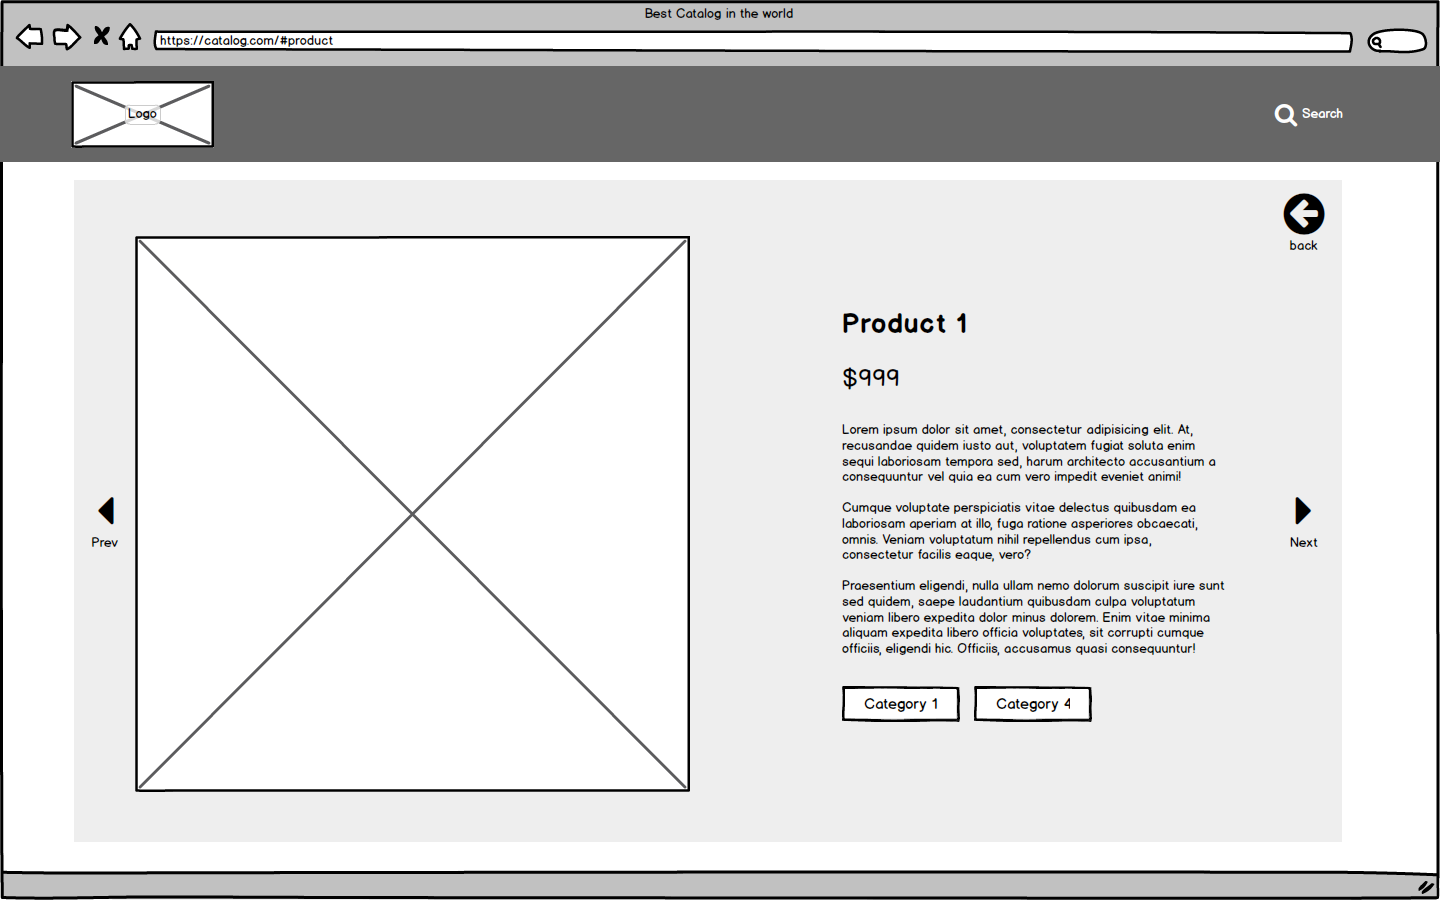 Best Catalog in the world
https://catalog.com/#product
Logo
Search
back
Product 1
$999
Lorem ipsum dolor sit amet, consectetur adipisicing elit. At,
recusandae quidem iusto aut, voluptatem fugiat soluta enim
sequi laboriosam tempora sed, harum architecto accusantium a
consequuntur vel quia ea cum vero impedit eveniet animi!
Cumque voluptate perspiciatis vitae delectus quibusdam ea
laboriosam aperiam at illo, fuga ratione asperiores obcaecati,
omnis. Veniam voluptatum nihil repellendus cum ipsa,
consectetur facilis eaque, vero?
Praesentium eligendi, nulla ullam nemo dolorum suscipit iure sunt
sed quidem, saepe laudantium quibusdam culpa voluptatum
veniam libero expedita dolor minus dolorem. Enim vitae minima
aliquam expedita libero officia voluptates, sit corrupti cumque
officiis, eligendi hic. Officiis, accusamus quasi consequuntur!
Prev
Next
Category 1
Category 4